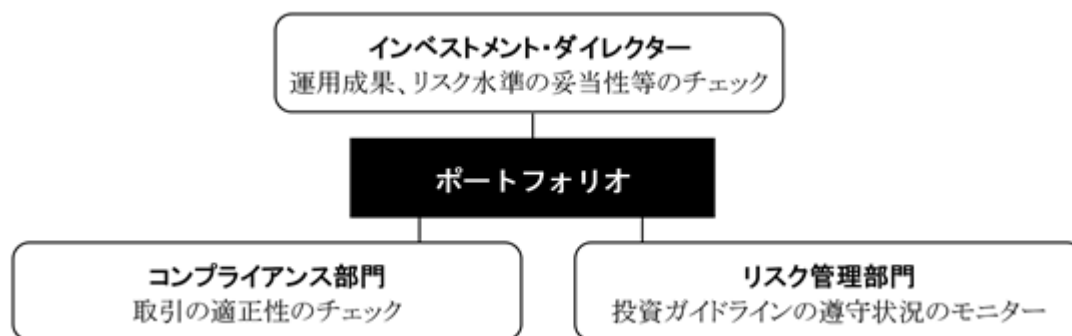 インベストメント・ダイレクター
運用成果、リスク水準の妥当性等のチェック
ポートフォリオ
コンプライアンス部門
取引の適正性のチェック
リスク管理部門
投資ガイドラインの遵守状況のモニター